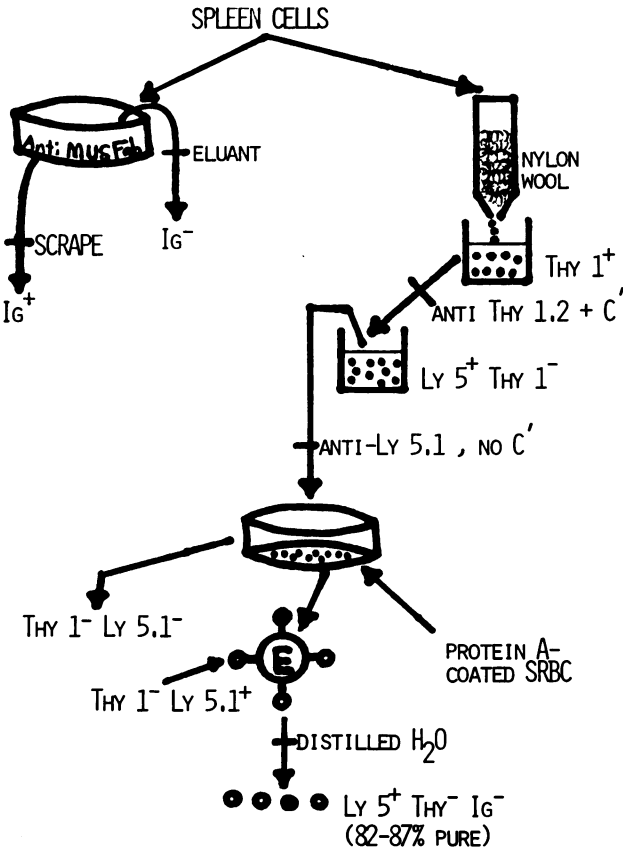 SPLEEN CELLS
Anti MUS Fab
ELUANT
NYLON
WOOL
SCRAPE
IG⁻
IG⁺
THY 1⁺
ANTI THY 1.2 + C′
LY 5⁺ THY 1⁻
ANTI-LY 5.1 , NO C′
THY 1⁻ LY 5.1⁻
E
PROTEIN A-
COATED SRBC
THY 1⁻ LY 5.1⁺
DISTILLED H₂O
LY 5⁺ THY⁻ IG⁻
(82-87% PURE)